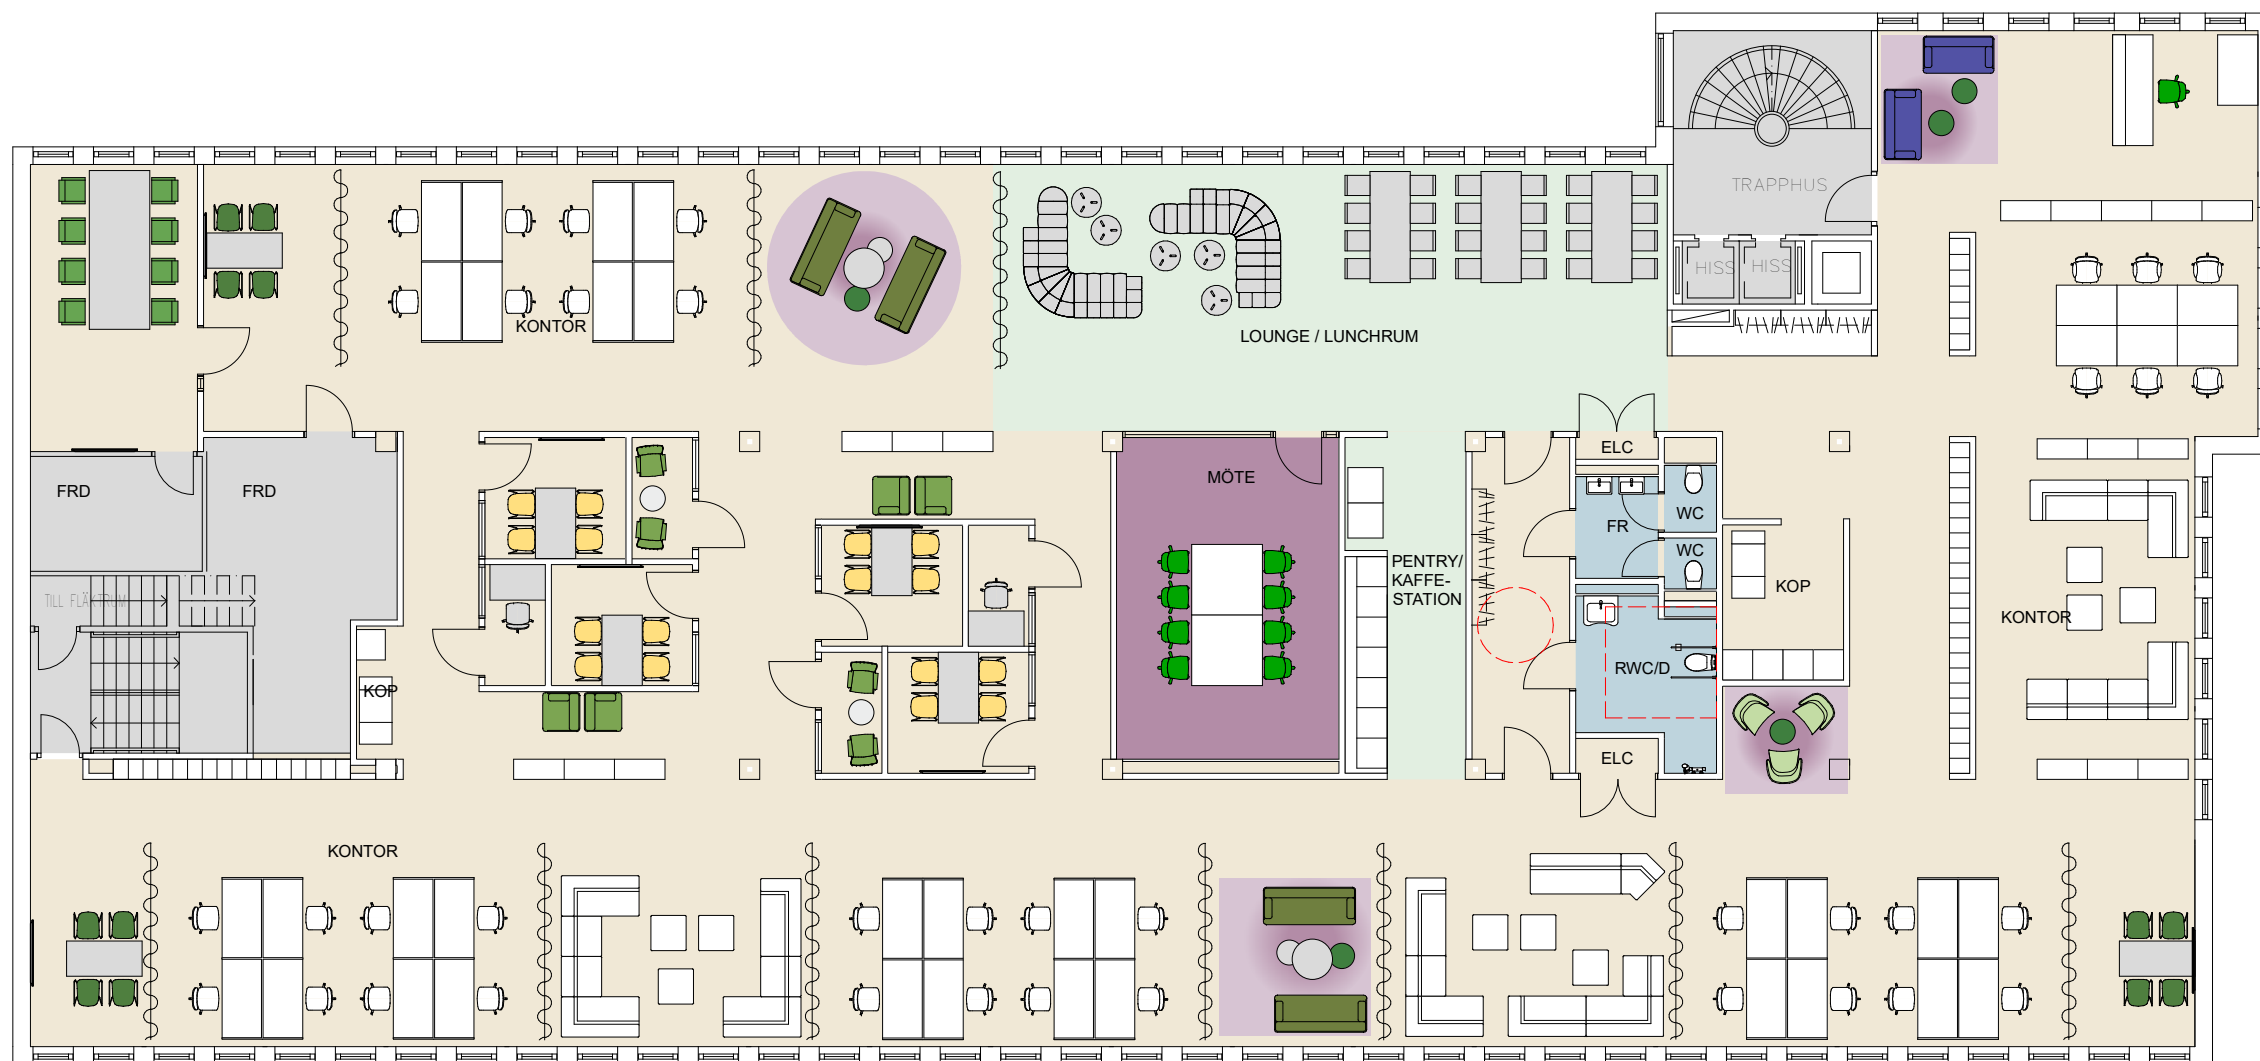 TRAPPHUS
HISS
HISS
KONTOR
LOUNGE / LUNCHRUM
FRD
FRD
MÖTE
ELC
WC
FR
WC
PENTRY/
KAFFE-
STATION
KOP
TILL FLÄKTRUM
KONTOR
RWC/D
KOP
ELC
KONTOR